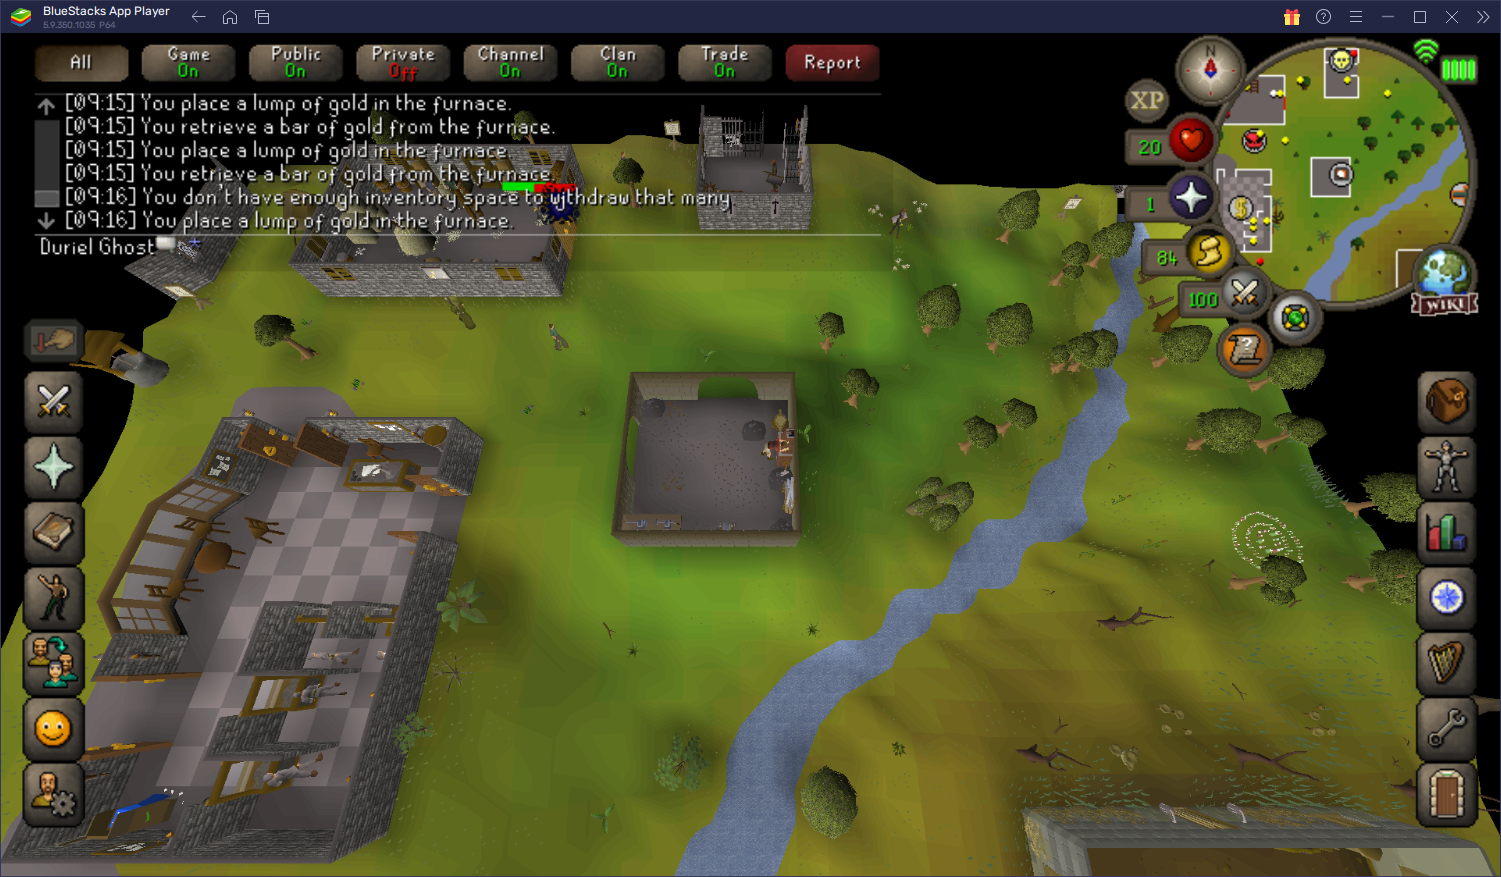 BlueStacks App Player
5.9.350.1035 P64
All
Game
On
Public
On
Private
Off
Channel
On
Clan
On
Trade
On
Report
[09:15] You place a lump of gold in the furnace.
[09:15] You retrieve a bar of gold from the furnace.
[09:15] You place a lump of gold in the furnace.
[09:15] You retrieve a bar of gold from the furnace.
[09:16] You don't have enough inventory space to withdraw that many.
[09:16] You place a lump of gold in the furnace.
Duriel Ghost
N
XP
20
1
84
100
WIKI